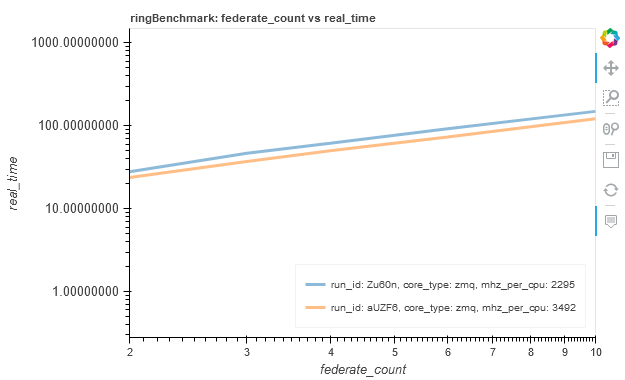 ringBenchmark: federate_count vs real_time
1000.00000000
100.00000000
10.00000000
1.00000000
real_time
run_id: Zu60n, core_type: zmq, mhz_per_cpu: 2295
run_id: aUZF6, core_type: zmq, mhz_per_cpu: 3492
2 3 4 5 6 7 8 9 10
federate_count